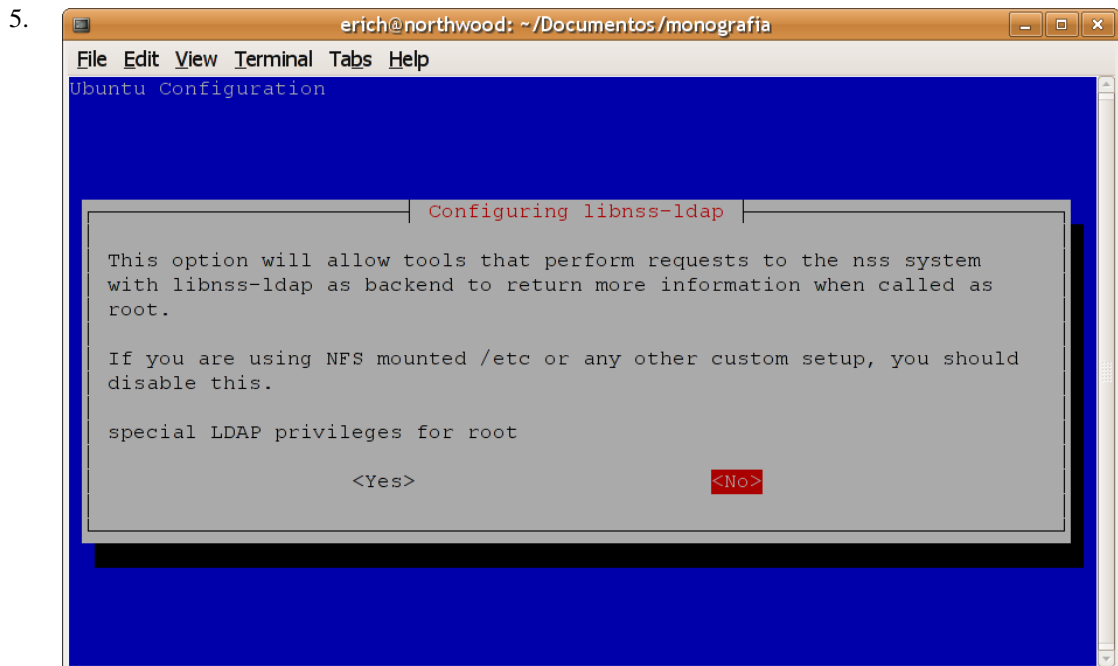 5.
erich@northwood: ~/Documentos/monografia
File Edit View Terminal Tabs Help
Ubuntu Configuration
Configuring libnss-ldap
This option will allow tools that perform requests to the nss system
with libnss-ldap as backend to return more information when called as
root.
If you are using NFS mounted /etc or any other custom setup, you should
disable this.
special LDAP privileges for root
<Yes> <No>